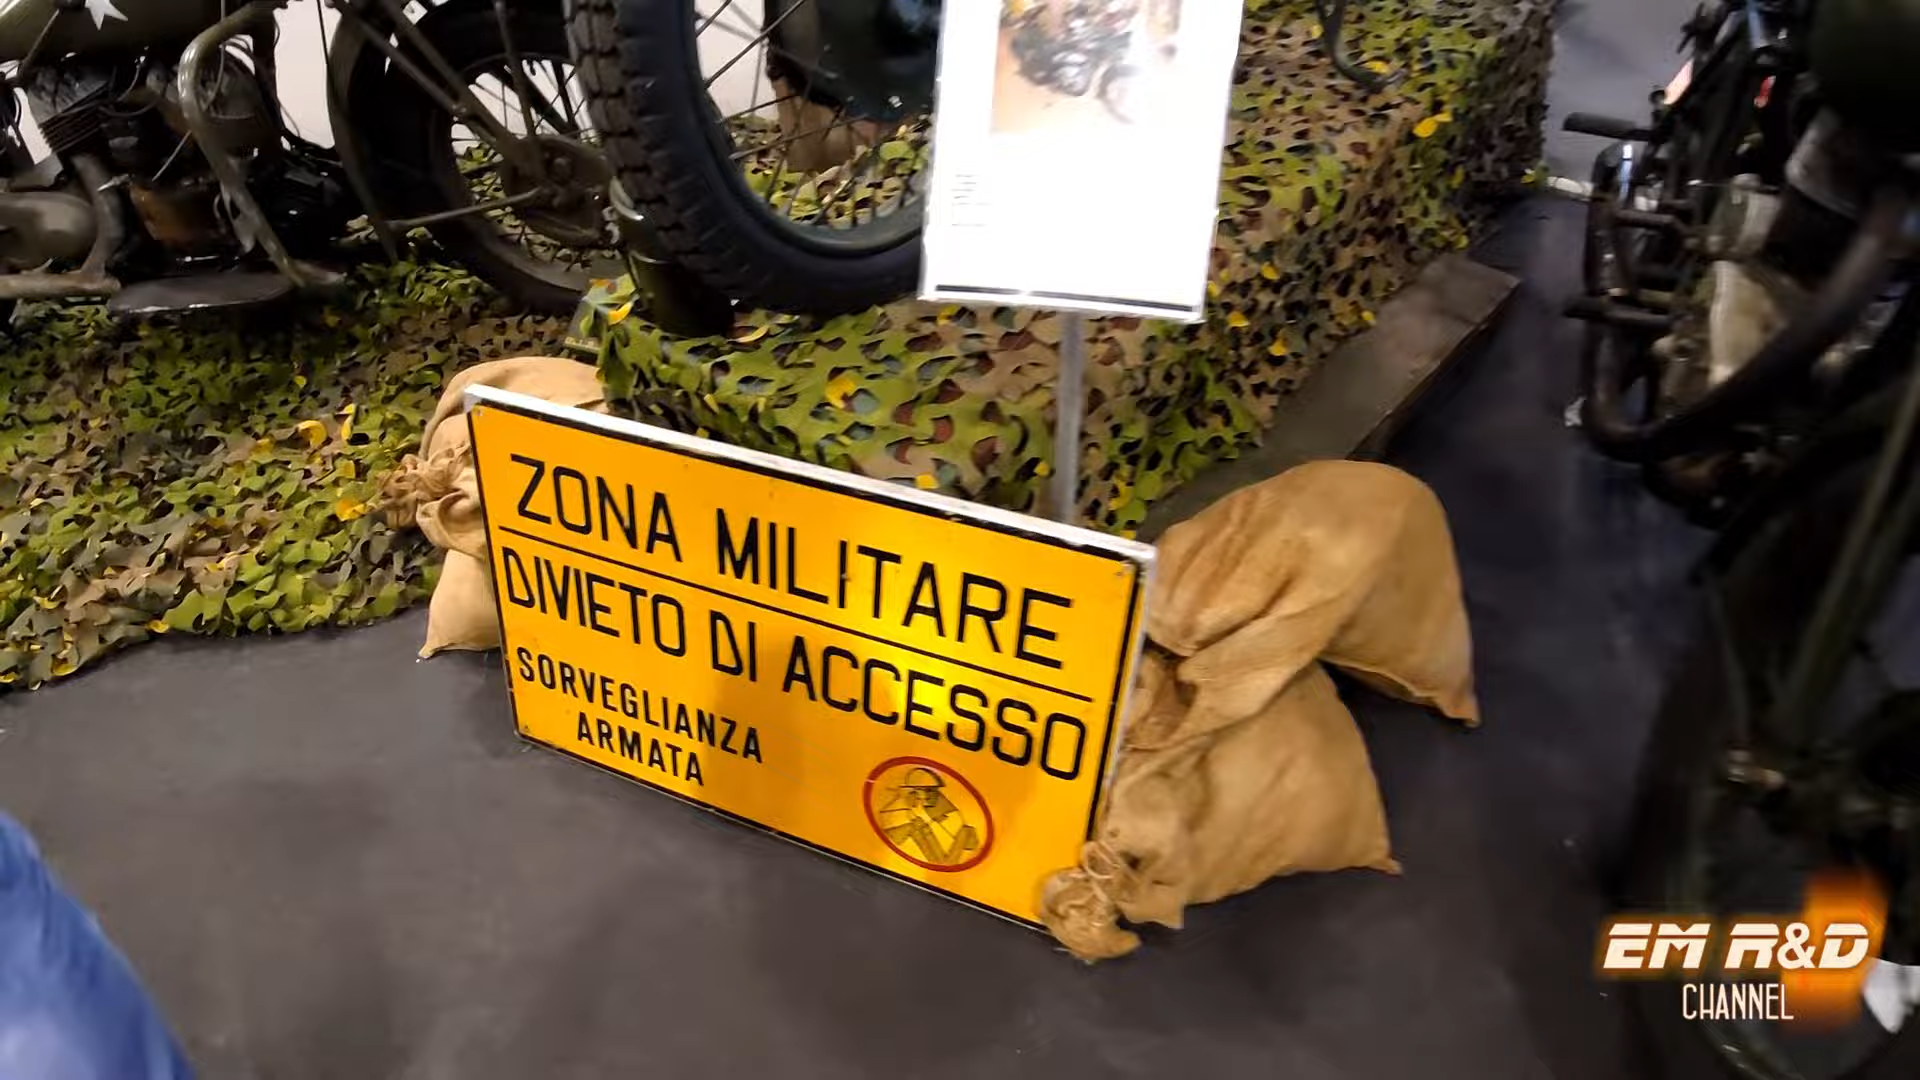 ZONA MILITARE
DIVIETO DI ACCESSO
SORVEGLIANZA
ARMATA
EM R&D
CHANNEL